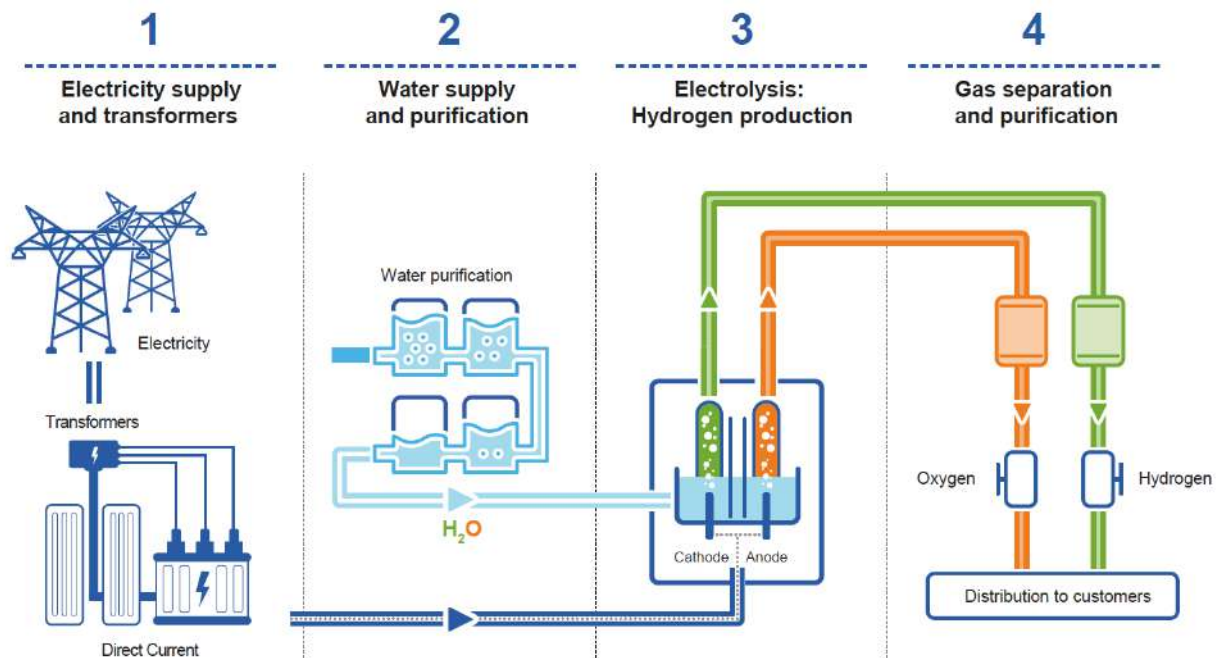 1
Electricity supply
and transformers
2
Water supply
and purification
3
Electrolysis:
Hydrogen production
4
Gas separation
and purification
Electricity
Transformers
Direct Current
Water purification
H₂O
Cathode
Anode
Oxygen
Hydrogen
Distribution to customers